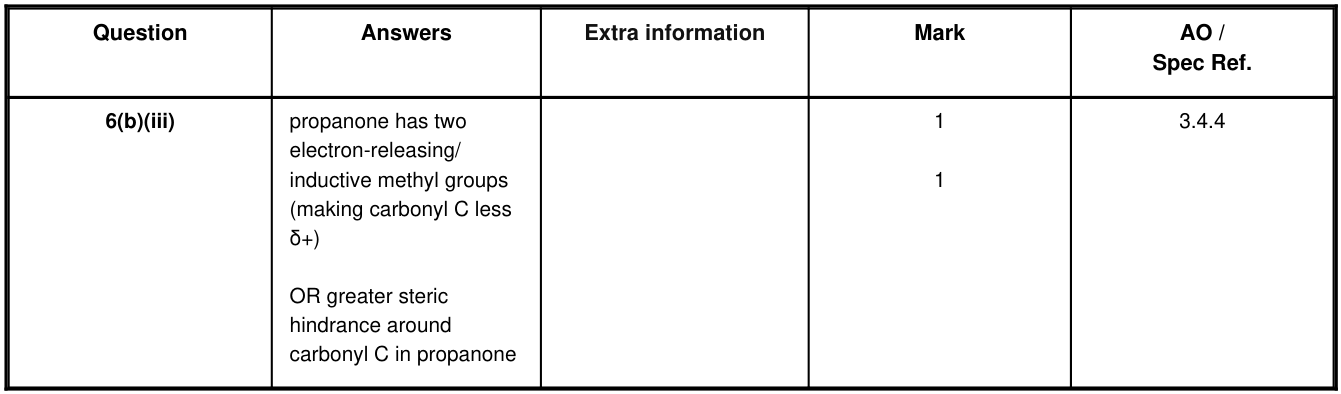 Question Answers Extra information Mark AO /
Spec Ref.
6(b)(iii) propanone has two 1 3.4.4
electron-releasing/
inductive methyl groups 1
(making carbonyl C less
δ+)
OR greater steric
hindrance around
carbonyl C in propanone